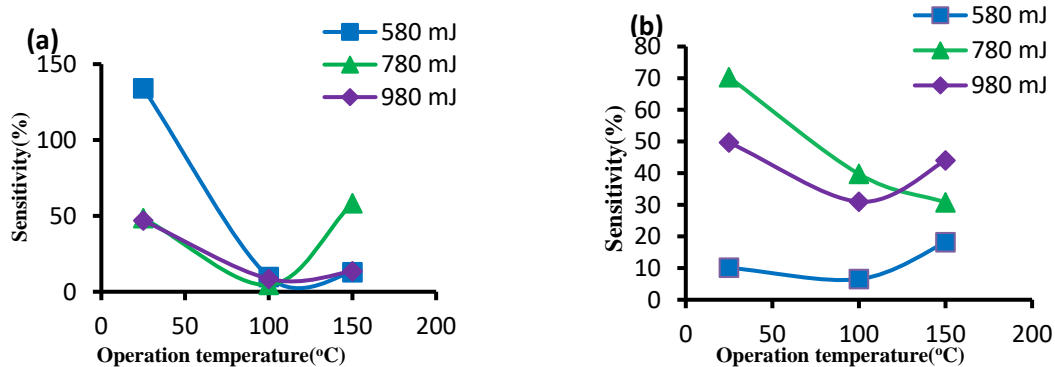 (a)
580 mJ
780 mJ
980 mJ
150
100
50
0
Sensitivity(%)
0 50 100 150 200
Operation temperature(°C)
(b)
580 mJ
780 mJ
980 mJ
80
70
60
50
40
30
20
10
0
Sensitivity(%)
0 50 100 150 200
Operation temperature(°C)